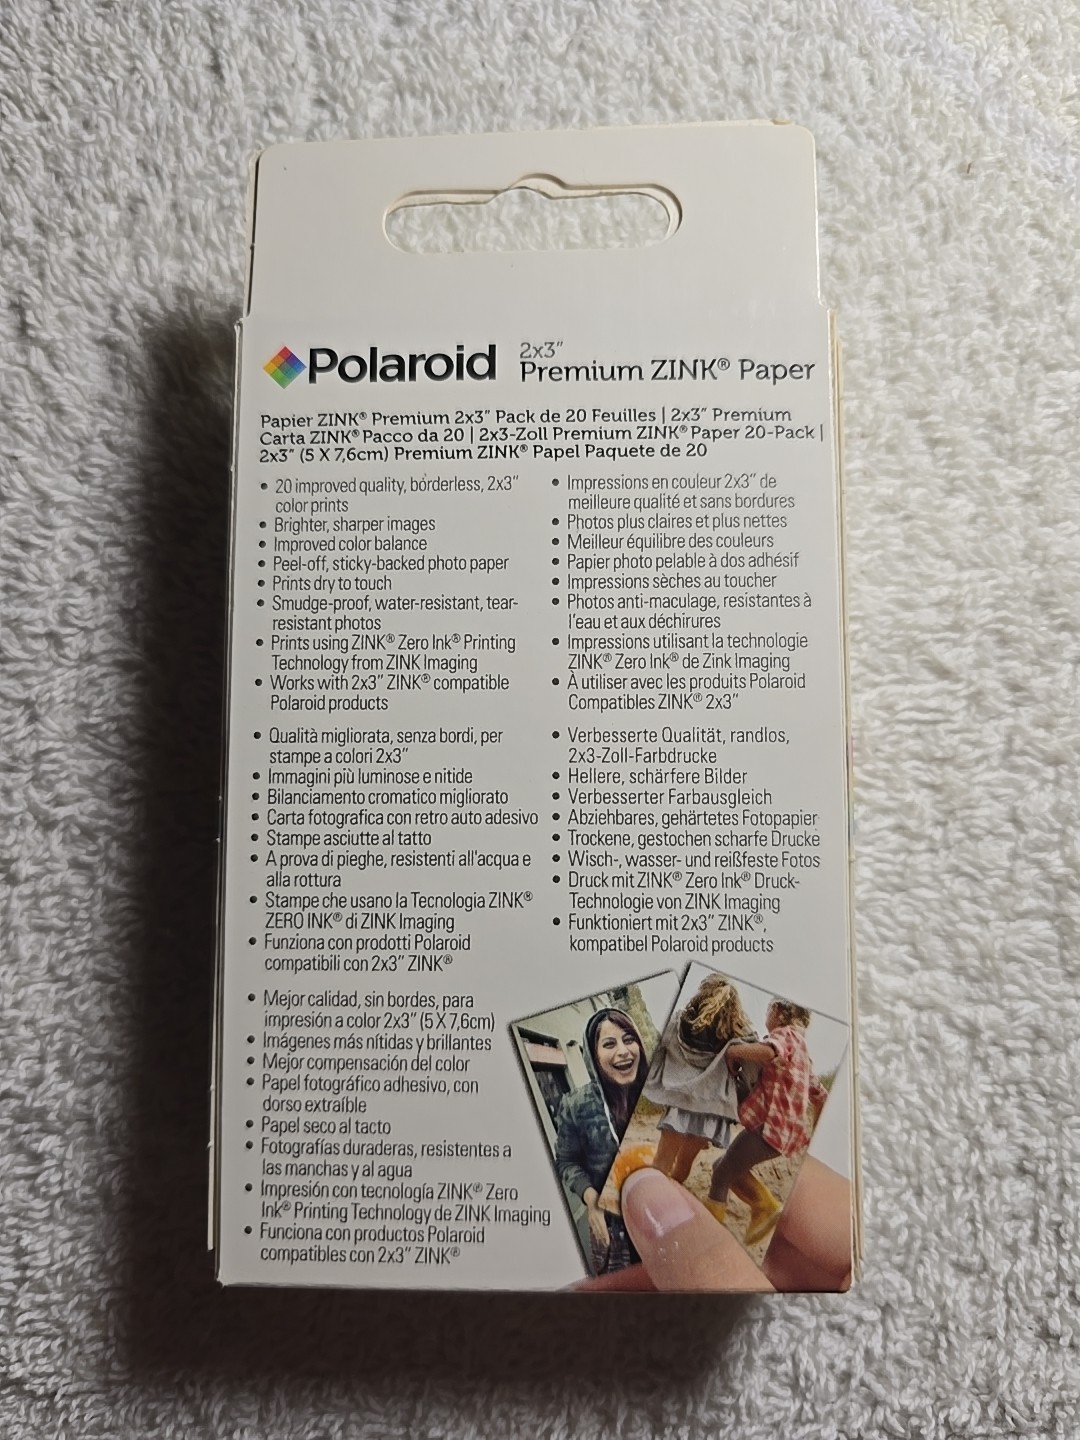 Polaroid
2x3"
Premium ZINK® Paper
Papier ZINK® Premium 2x3" Pack de 20 Feuilles | 2x3" Premium
Carta ZINK® Pacco da 20 | 2x3-Zoll Premium ZINK® Paper 20-Pack |
2x3" (5 X 7,6cm) Premium ZINK® Papel Paquete de 20
• 20 improved quality, borderless, 2x3"
color prints
• Brighter, sharper images
• Improved color balance
• Peel-off, sticky-backed photo paper
• Prints dry to touch
• Smudge-proof, water-resistant, tear-
resistant photos
• Prints using ZINK® Zero Ink® Printing
Technology from ZINK Imaging
• Works with 2x3" ZINK® compatible
Polaroid products
• Impressions en couleur 2x3" de
meilleure qualité et sans bordures
• Photos plus claires et plus nettes
• Meilleur équilibre des couleurs
• Papier photo pelable à dos adhésif
• Impressions sèches au toucher
• Photos anti-maculage, resistantes à
l'eau et aux déchirures
• Impressions utilisant la technologie
ZINK® Zero Ink® de Zink Imaging
• À utiliser avec les produits Polaroid
Compatibles ZINK® 2x3"
• Qualità migliorata, senza bordi, per
stampe a colori 2x3"
• Immagini più luminose e nitide
• Bilanciamento cromatico migliorato
• Carta fotografica con retro auto adesivo
• Stampe asciutte al tatto
• A prova di pieghe, resistenti all'acqua e
alla rottura
• Stampe che usano la Tecnologia ZINK®
ZERO INK® di ZINK Imaging
• Funziona con prodotti Polaroid
compatibili con 2x3" ZINK®
• Verbesserte Qualität, randlos,
2x3-Zoll-Farbdrucke
• Hellere, schärfere Bilder
• Verbesserter Farbausgleich
• Abziehbares, gehärtetes Fotopapier
• Trockene, gestochen scharfe Drucke
• Wisch-, wasser- und reißfeste Fotos
• Druck mit ZINK® Zero Ink® Druck-
Technologie von ZINK Imaging
• Funktioniert mit 2x3" ZINK®,
kompatibel Polaroid products
• Mejor calidad, sin bordes, para
impresión a color 2x3" (5 X 7,6cm)
• Imágenes más nítidas y brillantes
• Mejor compensación del color
• Papel fotográfico adhesivo, con
dorso extraíble
• Papel seco al tacto
• Fotografías duraderas, resistentes a
las manchas y al agua
• Impresión con tecnología ZINK® Zero
Ink® Printing Technology de ZINK Imaging
• Funciona con productos Polaroid
compatibles con 2x3" ZINK®